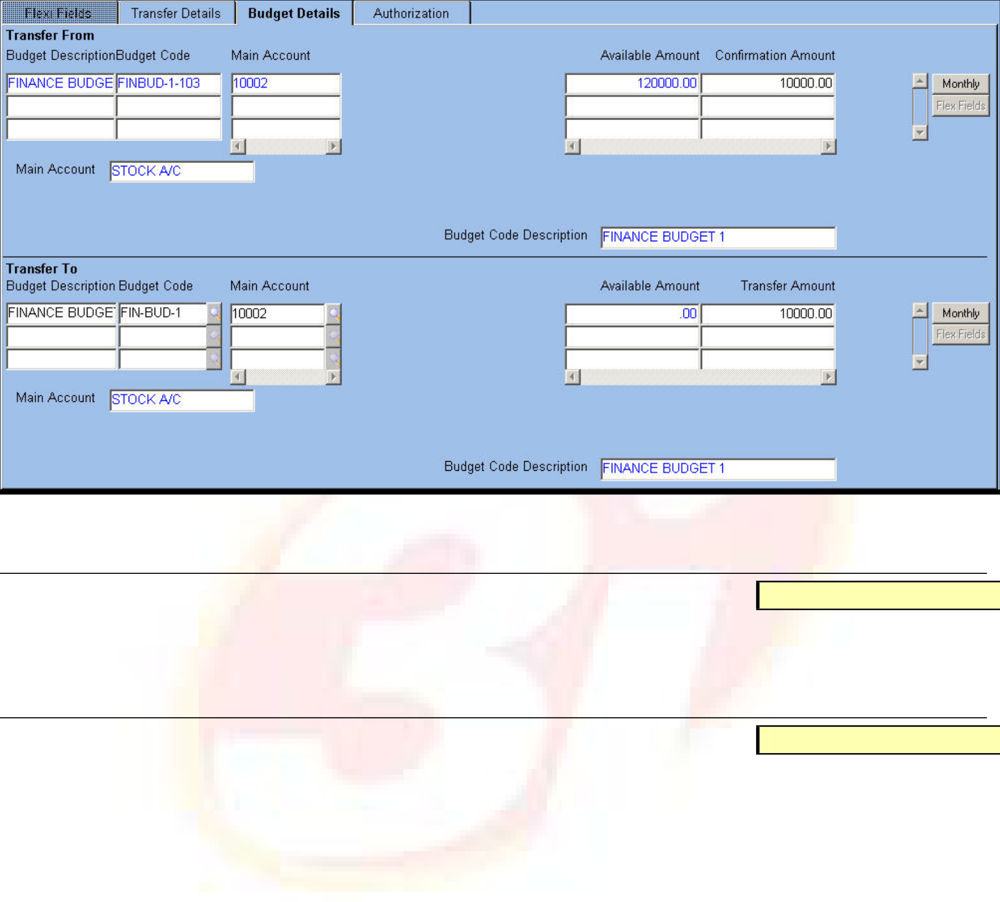 Flexi Fields Transfer Details Budget Details Authorization
Transfer From
Budget Description Budget Code Main Account Available Amount Confirmation Amount
FINANCE BUDGE FINBUD-1-103 10002 120000.00 10000.00 Monthly
Flex Fields
Main Account STOCK A/C
Budget Code Description FINANCE BUDGET 1
Transfer To
Budget Description Budget Code Main Account Available Amount Transfer Amount
FINANCE BUDGET FIN-BUD-1 10002 .00 10000.00 Monthly
Flex Fields
Main Account STOCK A/C
Budget Code Description FINANCE BUDGET 1